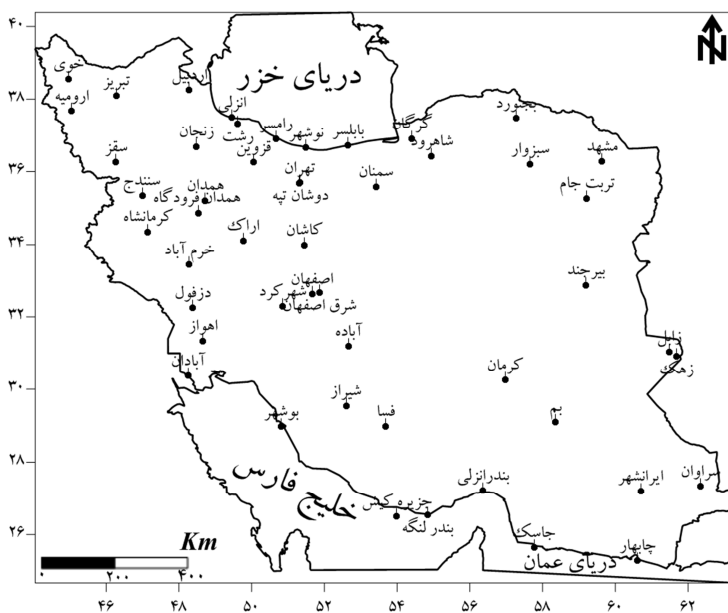 N
۴۰
۳۸
۳۶
۳۴
۳۲
۳۰
۲۸
۲۶
دریای خزر
خوی
تبریز
اردبیل
ارومیه
انزلی
رشت
رامسر
نوشهر
بابلسر
گرگان
بجنورد
شاهرود
سبزوار
مشهد
سقز
زنجان
قزوین
تهران
دوشان تپه
سمنان
تربت جام
سنندج
همدان
همدان فرودگاه
کرمانشاه
اراک
کاشان
خرم آباد
بیرجند
دزفول
اصفهان
شهرکرد
شرق اصفهان
اهواز
آباده
زابل
زهک
آبادان
کرمان
شیراز
فسا
بم
بوشهر
خلیج فارس
بندرانزلی
ایرانشهر
سراوان
جزیره کیش
بندر لنگه
جاسک
چابهار
دریای عمان
Km
۰ ۲۰۰ ۴۰۰
۴۶ ۴۸ ۵۰ ۵۲ ۵۴ ۵۶ ۵۸ ۶۰ ۶۲